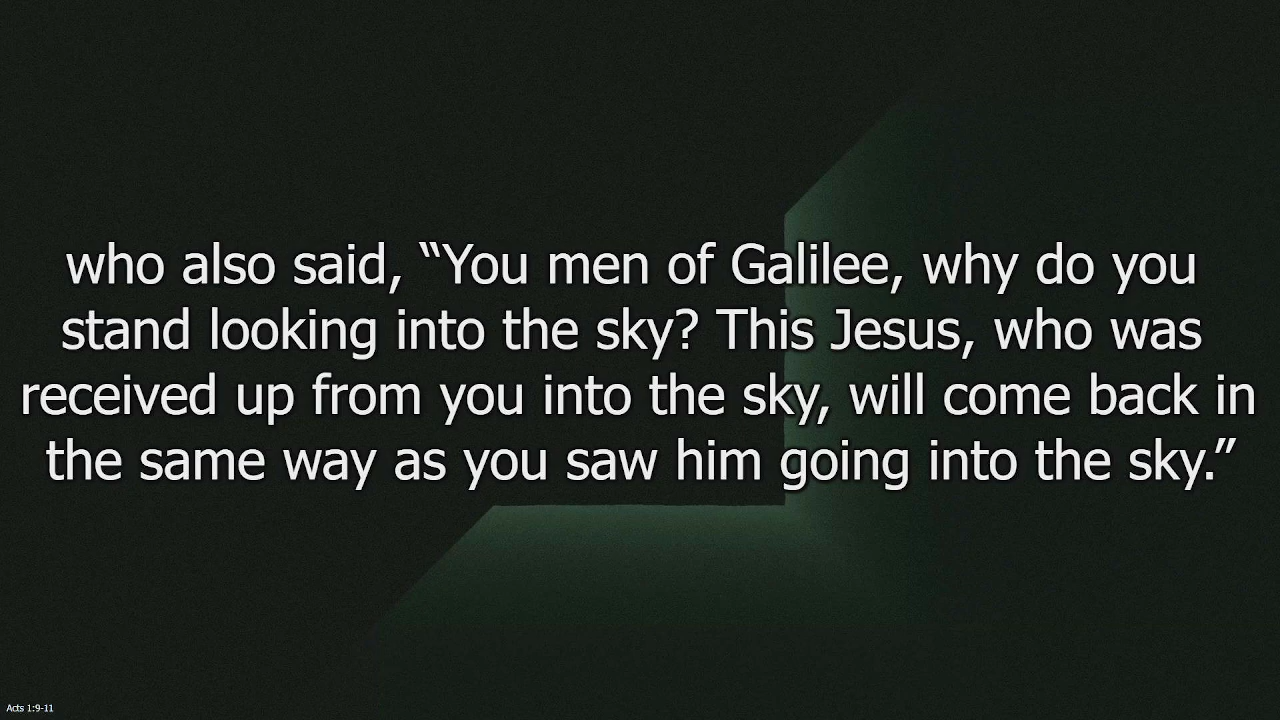 who also said, “You men of Galilee, why do you
stand looking into the sky? This Jesus, who was
received up from you into the sky, will come back in
the same way as you saw him going into the sky.”
Acts 1:9-11